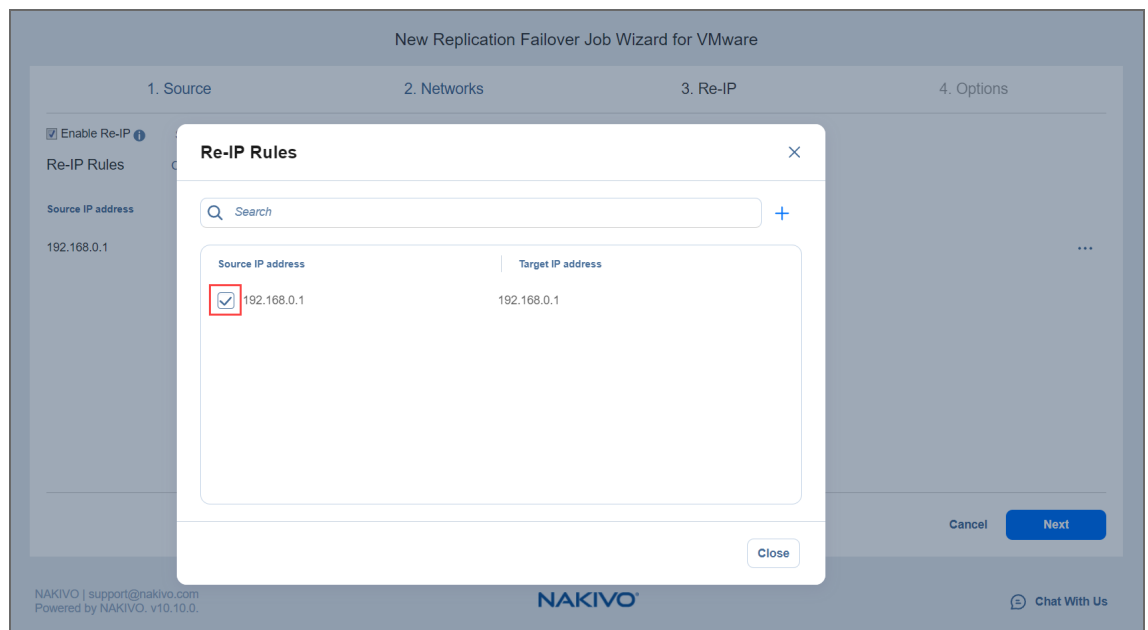 New Replication Failover Job Wizard for VMware
1. Source 2. Networks 3. Re-IP 4. Options
Enable Re-IP
Re-IP Rules
Source IP address
192.168.0.1
...
Re-IP Rules
Search
Source IP address Target IP address
192.168.0.1 192.168.0.1
Close
Cancel Next
NAKIVO | support@nakivo.com
Powered by NAKIVO. v10.10.0.
NAKIVO®
Chat With Us